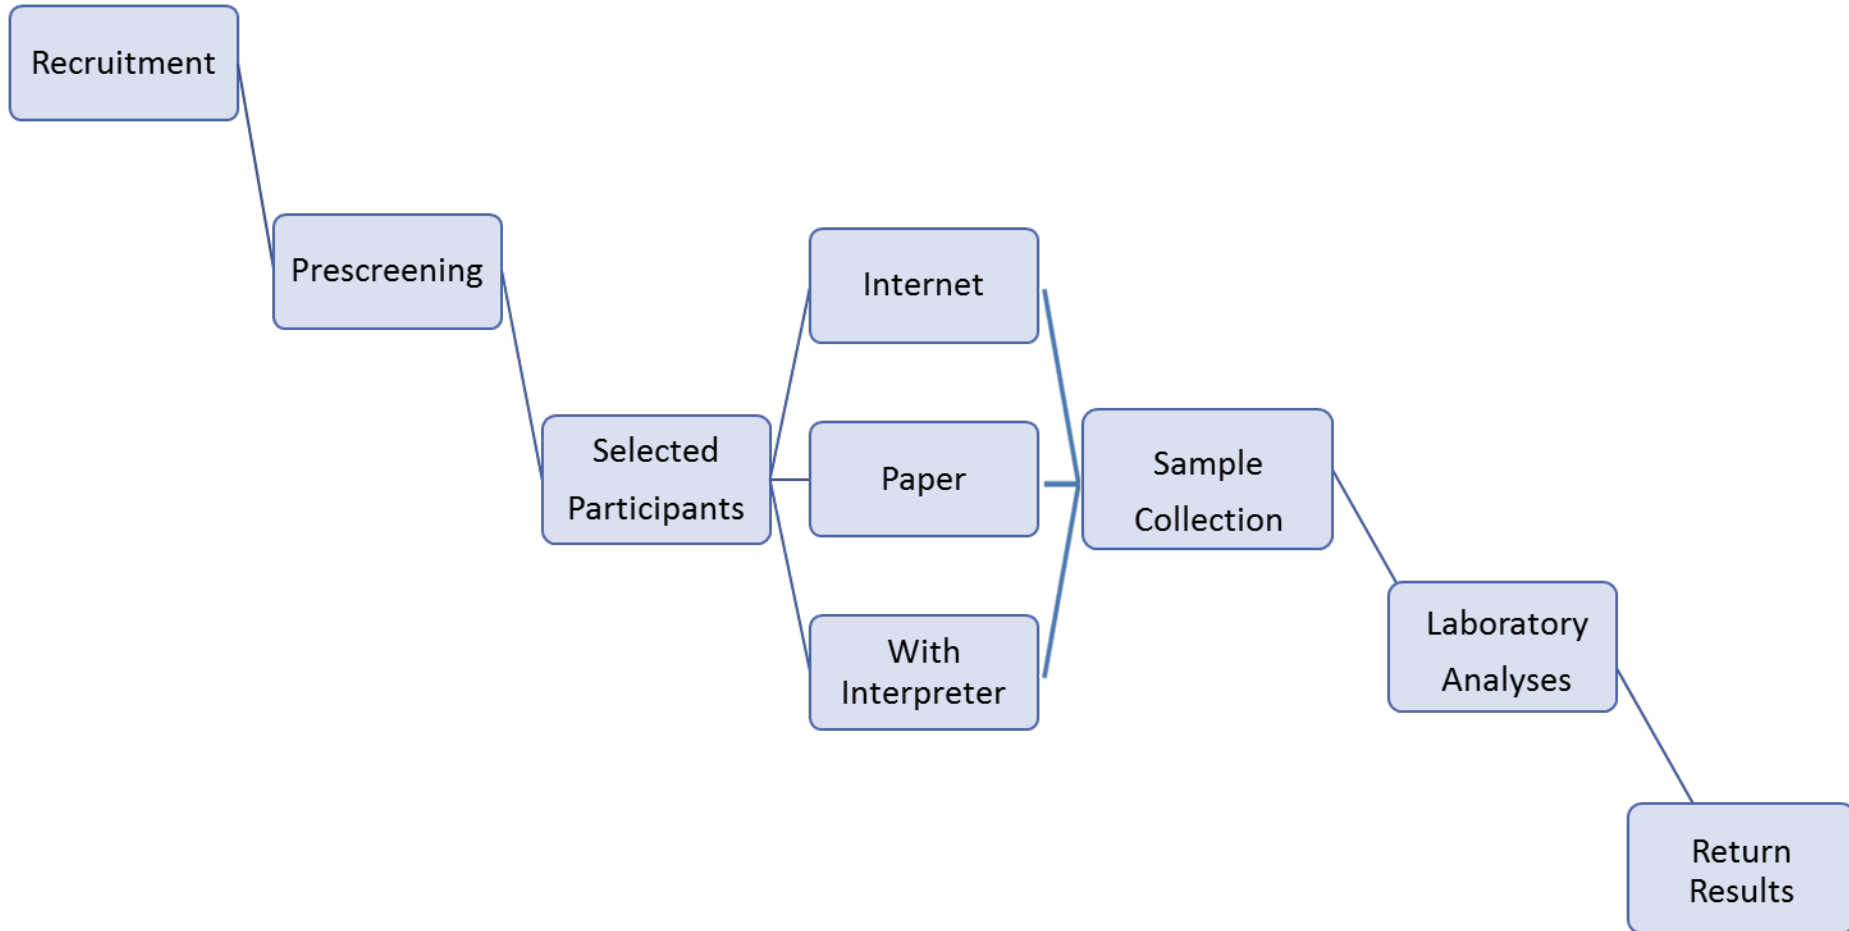 Recruitment
Prescreening
Selected
Participants
Internet
Paper
With
Interpreter
Sample
Collection
Laboratory
Analyses
Return
Results